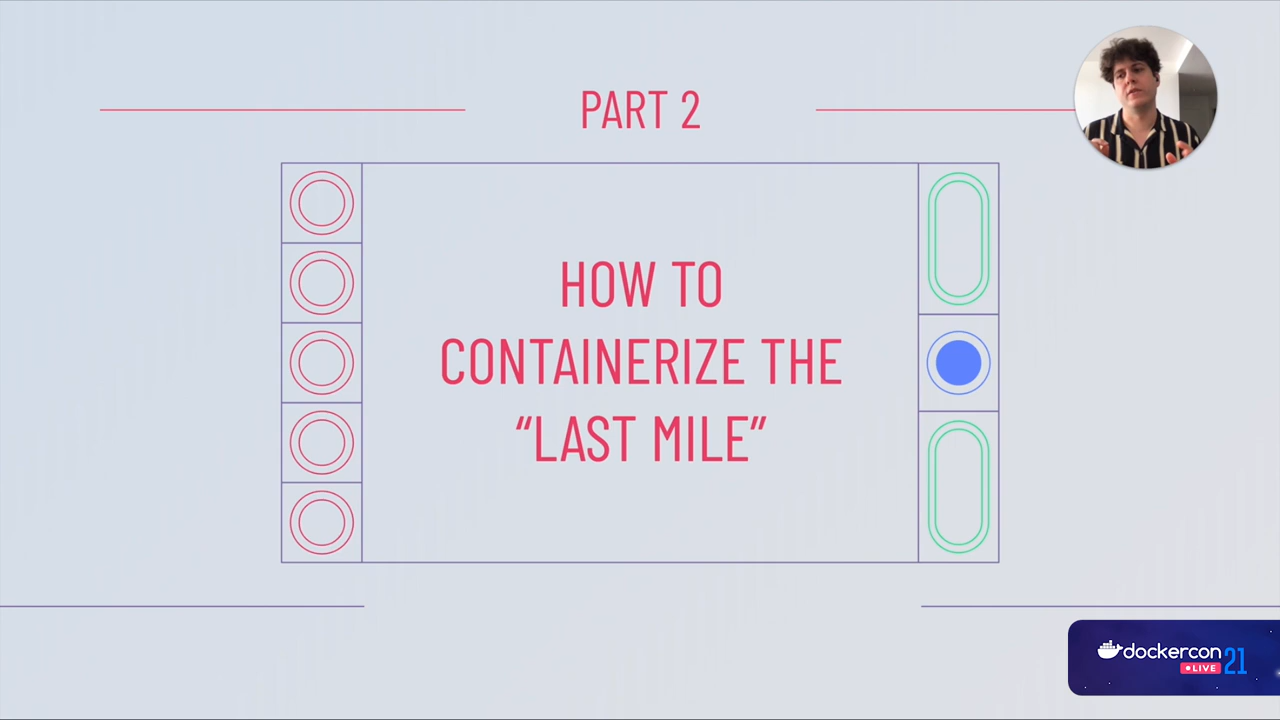 PART 2
HOW TO
CONTAINERIZE THE
“LAST MILE”
dockercon
LIVE
21